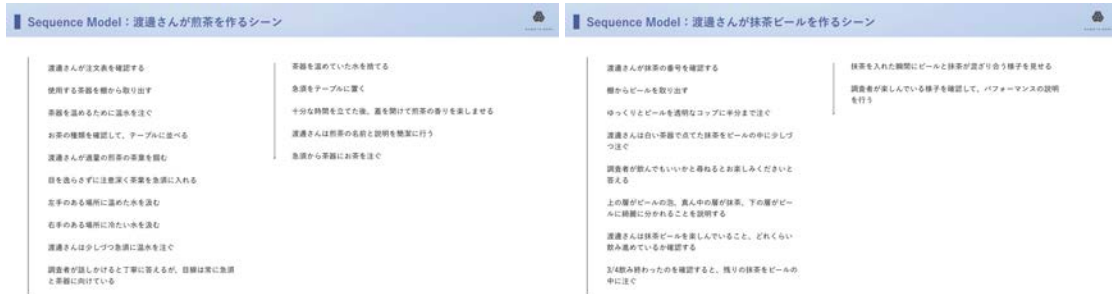 Sequence Model：渡邊さんが煎茶を作るシーン
渡邊さんが注文表を確認する
使用する茶器を棚から取り出す
茶器を温めるために温水を注ぐ
お茶の種類を確認して、テーブルに並べる
渡邊さんが適量の煎茶の茶葉を掴む
目を逸らさずに注意深く茶葉を急須に入れる
左手のある場所に温めた水を汲む
右手のある場所に冷たい水を汲む
渡邊さんは少しづつ急須に温水を注ぐ
調査者が話しかけると丁寧に答えるが、目線は常に急須
と茶器に向けている
茶器を温めていた水を捨てる
急須をテーブルに置く
十分な時間を立てた後、蓋を開けて煎茶の香りを楽しませる
渡邊さんは煎茶の名前と説明を簡潔に行う
急須から茶器にお茶を注ぐ
Sequence Model：渡邊さんが抹茶ビールを作るシーン
渡邊さんが抹茶の番号を確認する
棚からビールを取り出す
ゆっくりとビールを透明なコップに半分まで注ぐ
渡邊さんは白い茶器で点てた抹茶をビールの中に少しづ
つ注ぐ
調査者が飲んでもいいかと尋ねるとお楽しみくださいと
答える
上の層がビールの泡、真ん中の層が抹茶、下の層がビー
ルに綺麗に分かれることを説明する
渡邊さんは抹茶ビールを楽しんでいること、どれくらい
飲み進めているか確認する
3/4飲み終わったのを確認すると、残りの抹茶をビールの
中に注ぐ
抹茶を入れた瞬間にビールと抹茶が混ざり合う様子を見せる
調査者が楽しんでいる様子を確認して、パフォーマンスの説明
を行う